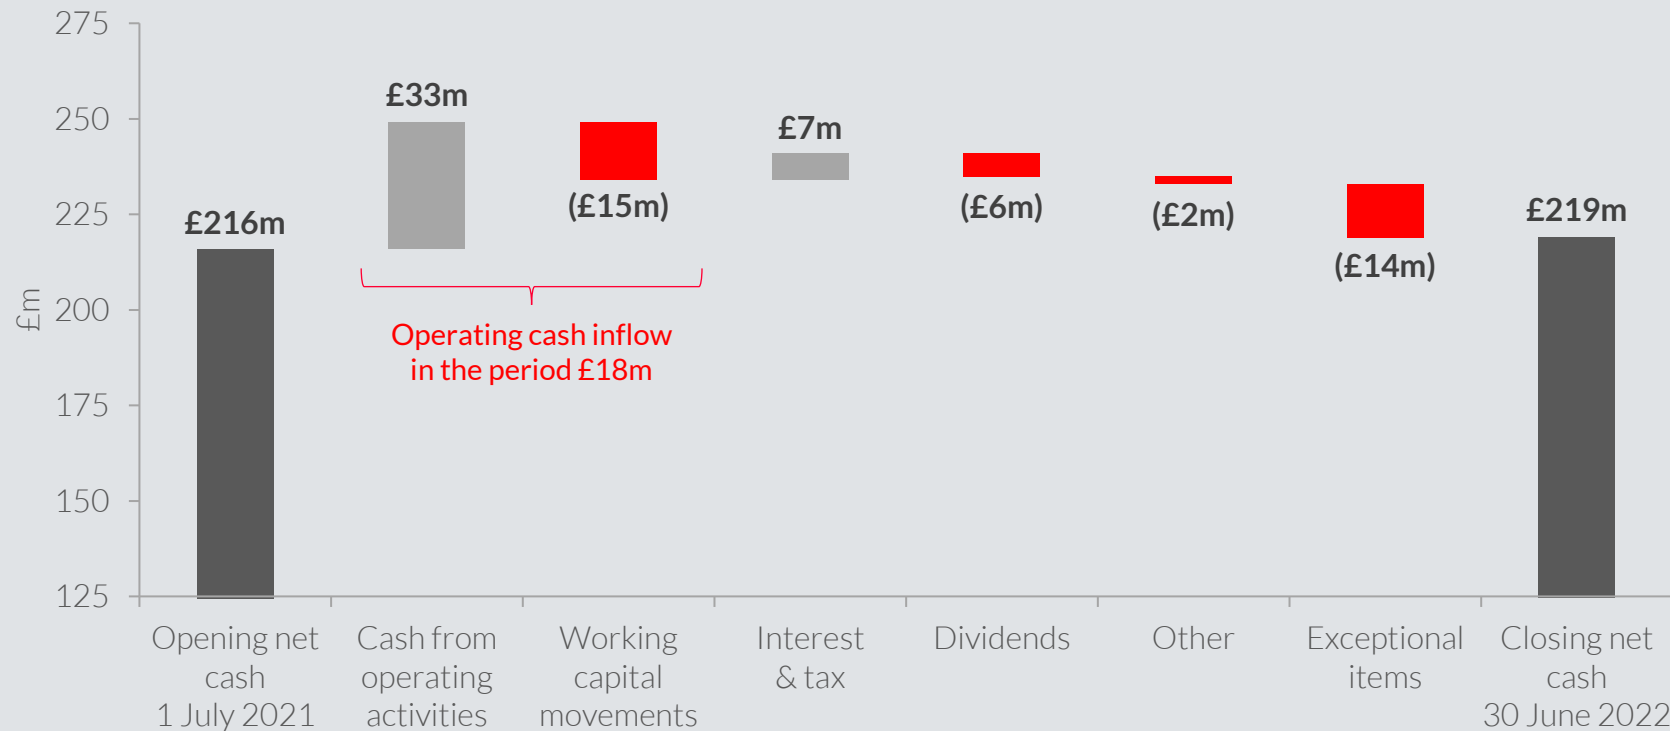 275
250
225
200
175
150
125
£m
£216m
£33m
(£15m)
£7m
(£6m)
(£2m)
(£14m)
£219m
Operating cash inflow
in the period £18m
Opening net
cash
1 July 2021
Cash from
operating
activities
Working
capital
movements
Interest
& tax
Dividends
Other
Exceptional
items
Closing net
cash
30 June 2022